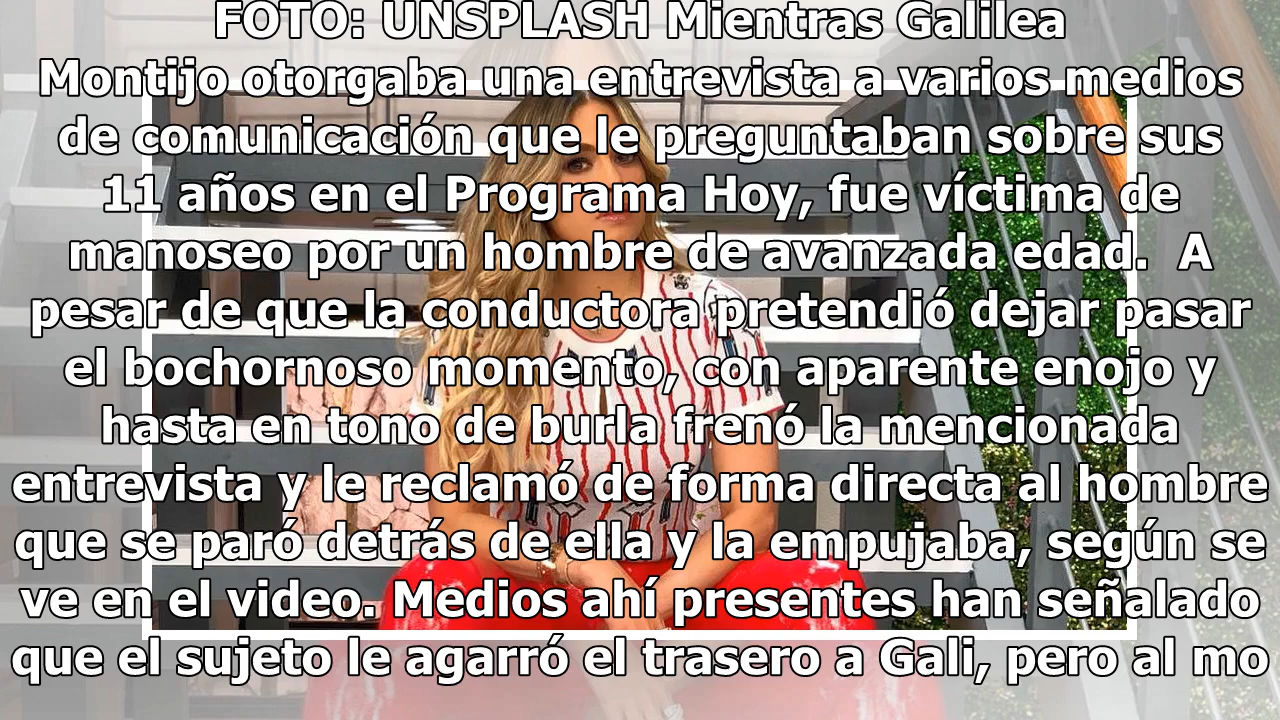 FOTO: UNSPLASH Mientras Galilea
Montijo otorgaba una entrevista a varios medios
de comunicación que le preguntaban sobre sus
11 años en el Programa Hoy, fue víctima de
manoseo por un hombre de avanzada edad.  A
pesar de que la conductora pretendió dejar pasar
el bochornoso momento, con aparente enojo y
hasta en tono de burla frenó la mencionada
entrevista y le reclamó de forma directa al hombre
que se paró detrás de ella y la empujaba, según se
ve en el video. Medios ahí presentes han señalado
que el sujeto le agarró el trasero a Gali, pero al mo